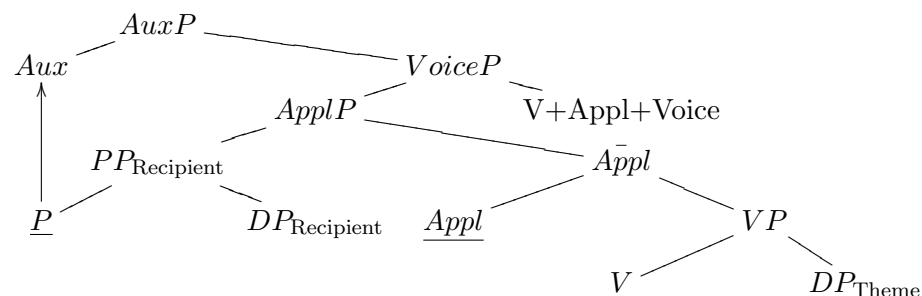 AuxP
Aux VoiceP
ApplP V+Appl+Voice
PP_Recipient Appl̄
P DP_Recipient Appl VP
V DP_Theme